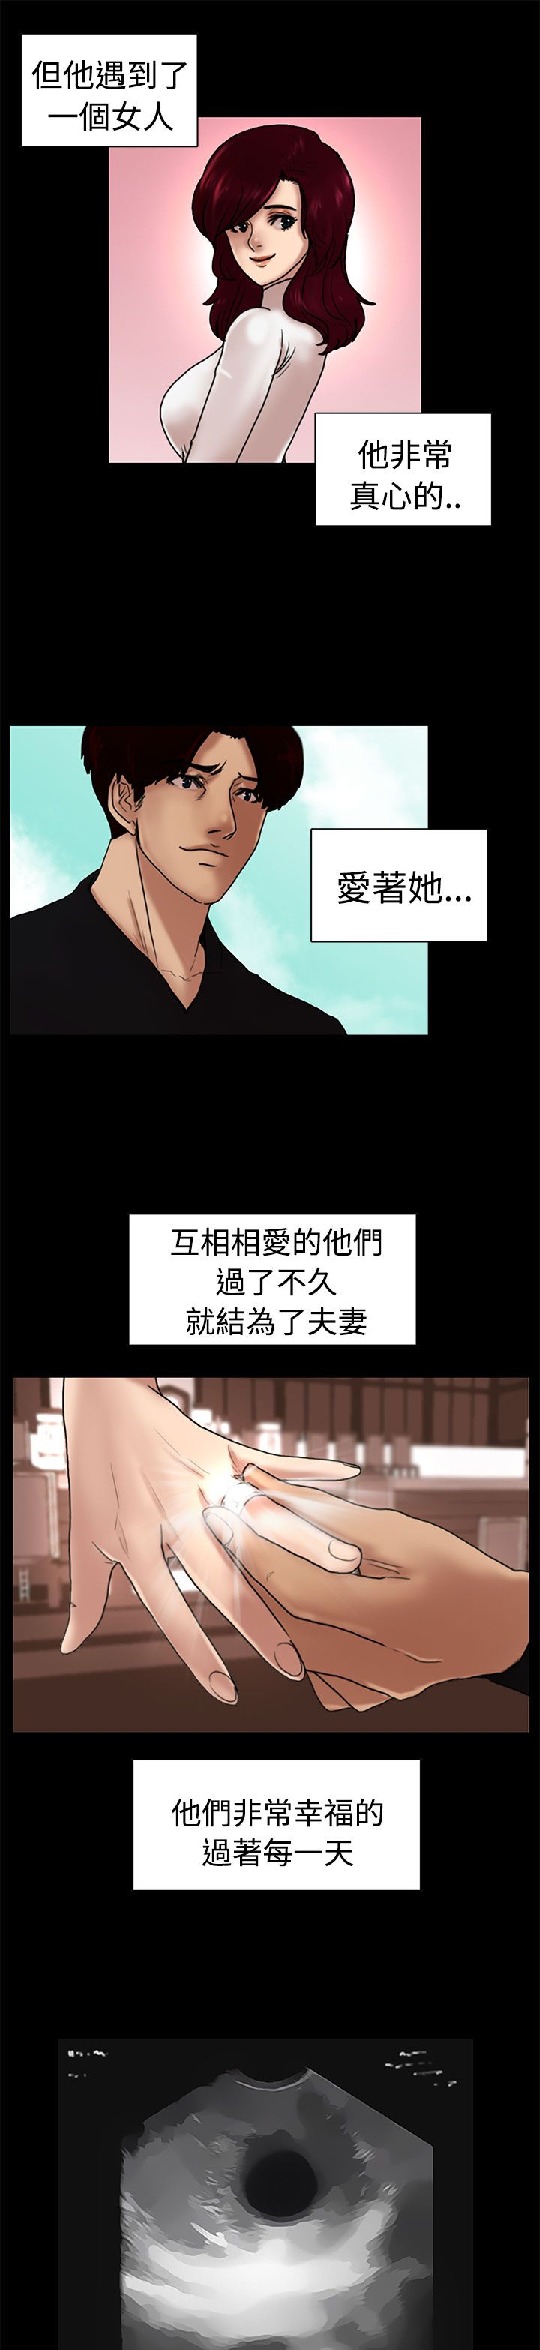 但他遇到了
一個女人
他非常
真心的..
愛著她...
互相相愛的他們
過了不久
就結為了夫妻
他們非常幸福的
過著每一天